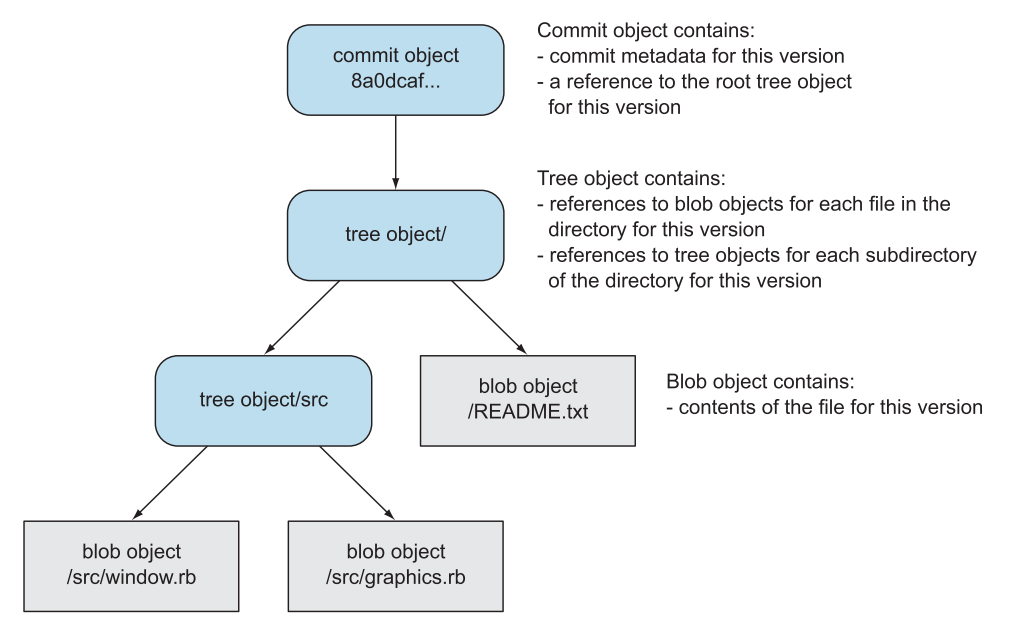 commit object
8a0dcaf...
Commit object contains:
- commit metadata for this version
- a reference to the root tree object
for this version
tree object/
Tree object contains:
- references to blob objects for each file in the
directory for this version
- references to tree objects for each subdirectory
of the directory for this version
tree object/src
blob object
/README.txt
Blob object contains:
- contents of the file for this version
blob object
/src/window.rb
blob object
/src/graphics.rb